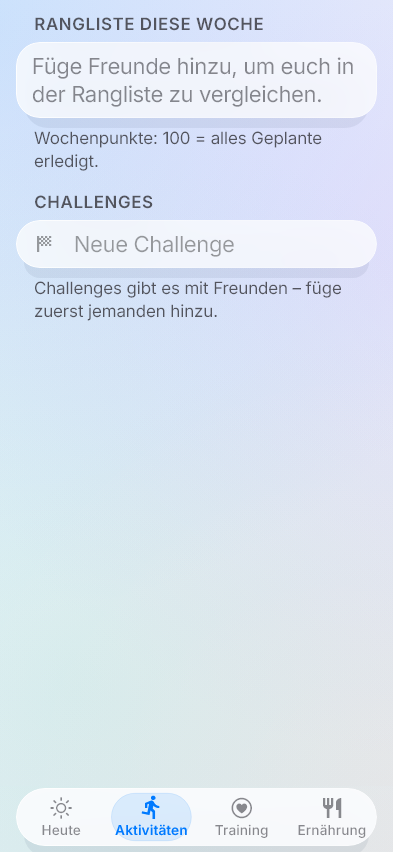 RANGLISTE DIESE WOCHE
Füge Freunde hinzu, um euch in
der Rangliste zu vergleichen.
Wochenpunkte: 100 = alles Geplante
erledigt.
CHALLENGES
Neue Challenge
Challenges gibt es mit Freunden – füge
zuerst jemanden hinzu.
Heute
Aktivitäten
Training
Ernährung